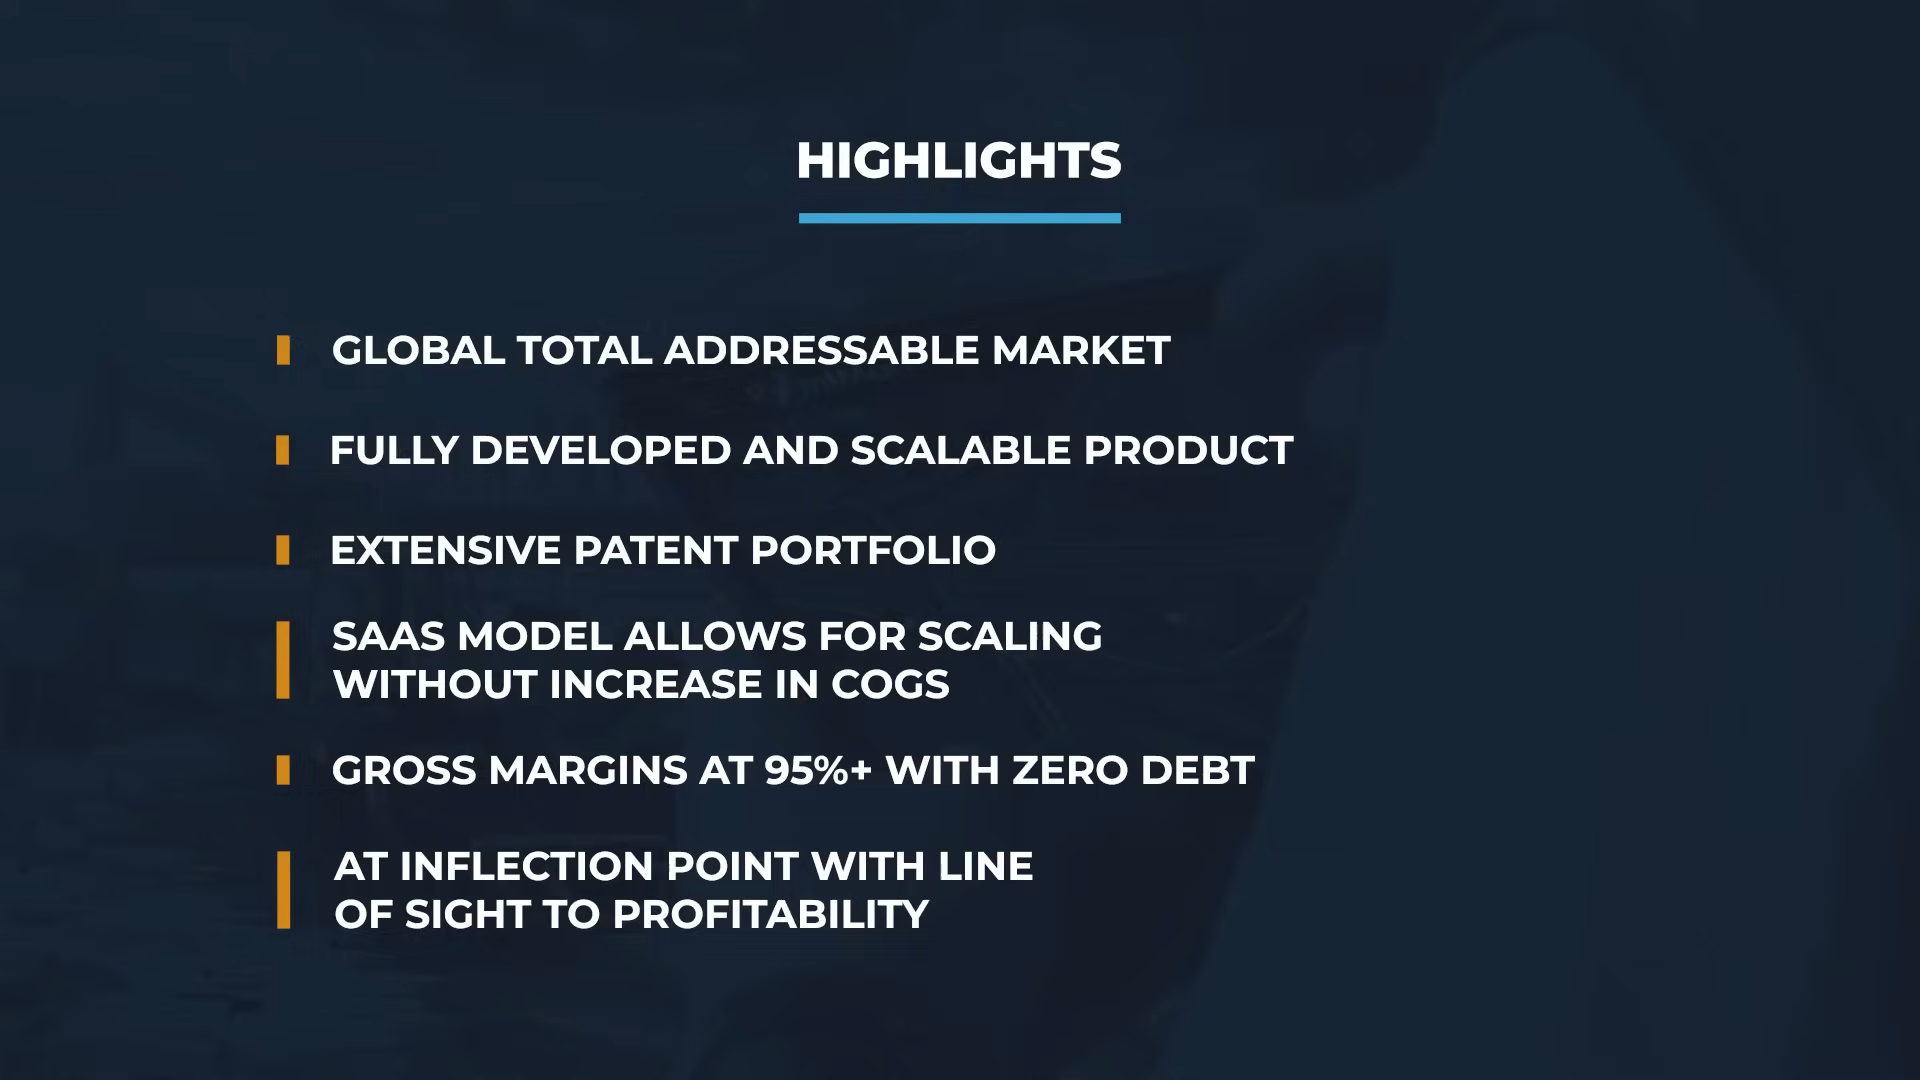 HIGHLIGHTS
GLOBAL TOTAL ADDRESSABLE MARKET
FULLY DEVELOPED AND SCALABLE PRODUCT
EXTENSIVE PATENT PORTFOLIO
SAAS MODEL ALLOWS FOR SCALING
WITHOUT INCREASE IN COGS
GROSS MARGINS AT 95%+ WITH ZERO DEBT
AT INFLECTION POINT WITH LINE
OF SIGHT TO PROFITABILITY